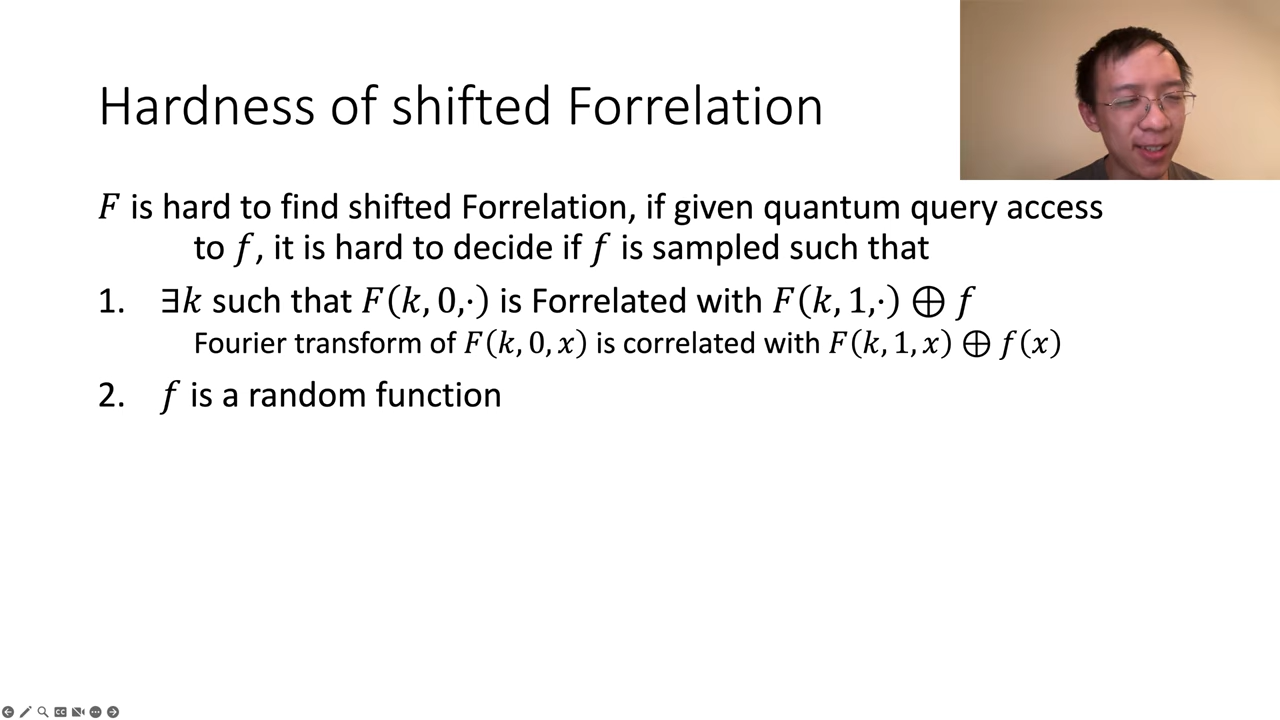 Hardness of shifted Forrelation
F is hard to find shifted Forrelation, if given quantum query access
to f, it is hard to decide if f is sampled such that
1. ∃k such that F(k, 0,·) is Forrelated with F(k, 1,·) ⊕ f
Fourier transform of F(k, 0, x) is correlated with F(k, 1, x) ⊕ f(x)
2. f is a random function